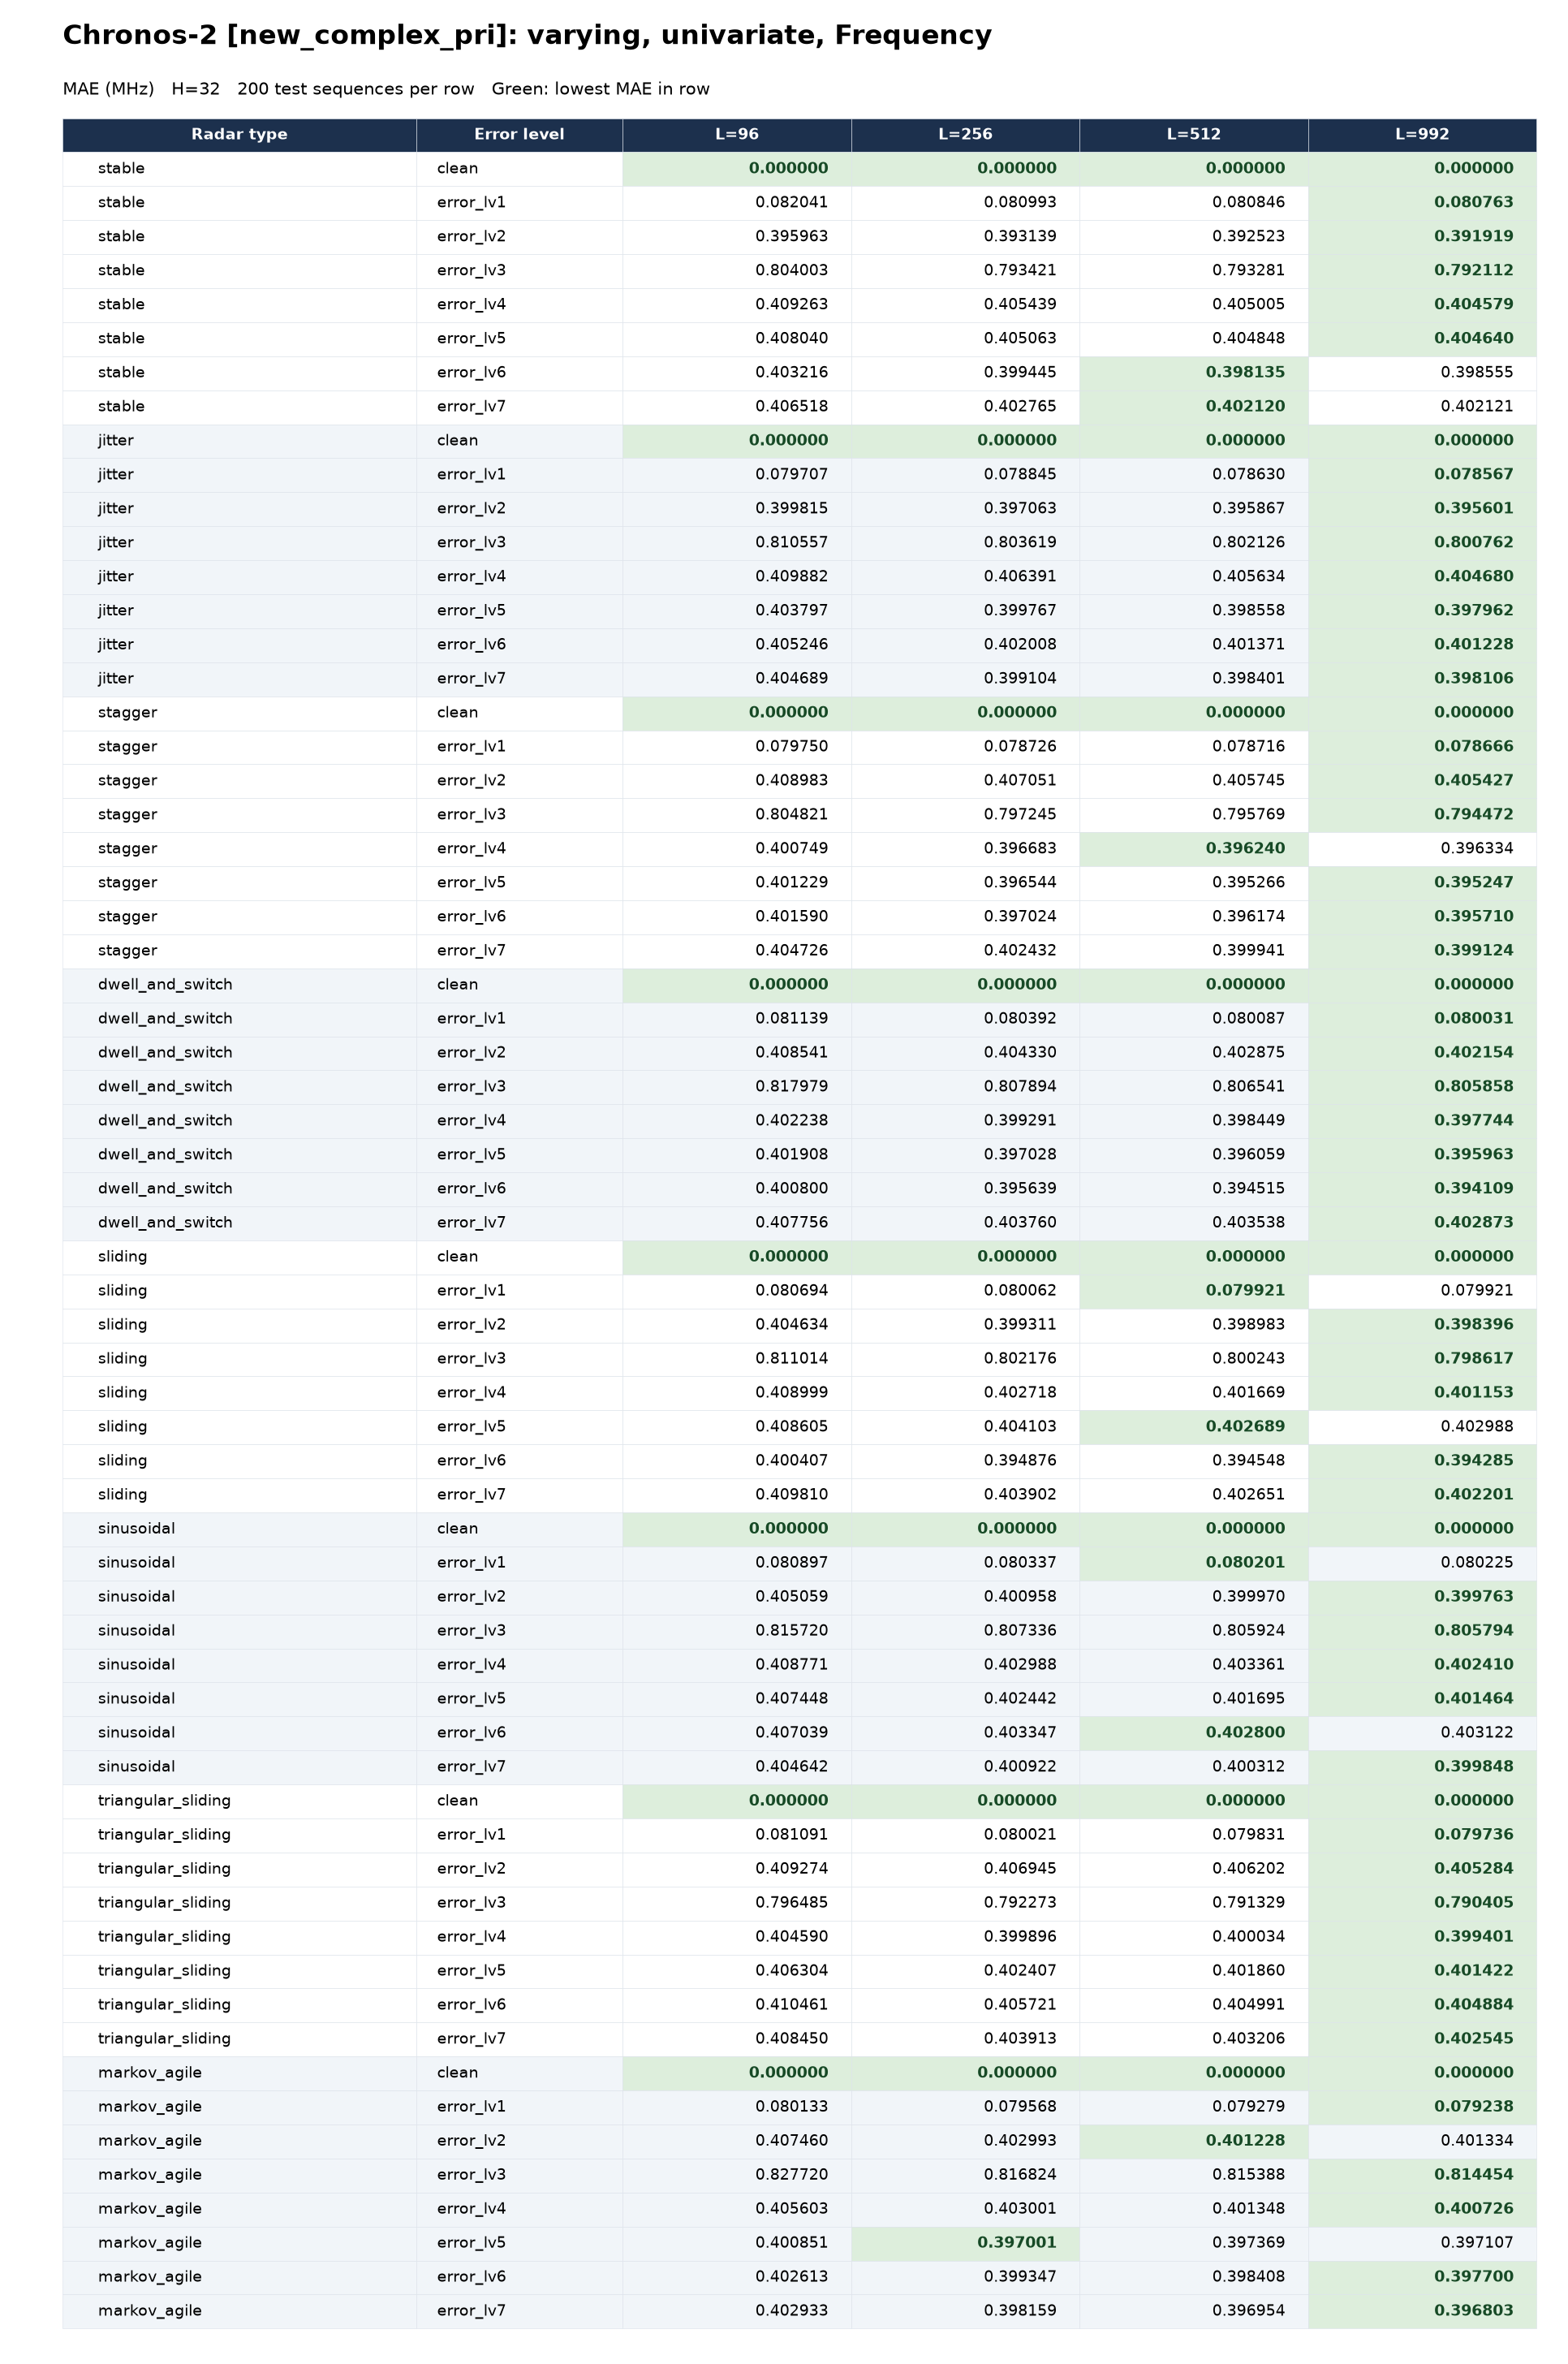 Chronos-2 [new_complex_pri]: varying, univariate, Frequency
MAE (MHz) H=32 200 test sequences per row Green: lowest MAE in row
Radar type Error level L=96 L=256 L=512 L=992
stable clean 0.000000 0.000000 0.000000 0.000000
stable error_lv1 0.082041 0.080993 0.080846 0.080763
stable error_lv2 0.395963 0.393139 0.392523 0.391919
stable error_lv3 0.804003 0.793421 0.793281 0.792112
stable error_lv4 0.409263 0.405439 0.405005 0.404579
stable error_lv5 0.408040 0.405063 0.404848 0.404640
stable error_lv6 0.403216 0.399445 0.398135 0.398555
stable error_lv7 0.406518 0.402765 0.402120 0.402121
jitter clean 0.000000 0.000000 0.000000 0.000000
jitter error_lv1 0.079707 0.078845 0.078630 0.078567
jitter error_lv2 0.399815 0.397063 0.395867 0.395601
jitter error_lv3 0.810557 0.803619 0.802126 0.800762
jitter error_lv4 0.409882 0.406391 0.405634 0.404680
jitter error_lv5 0.403797 0.399767 0.398558 0.397962
jitter error_lv6 0.405246 0.402008 0.401371 0.401228
jitter error_lv7 0.404689 0.399104 0.398401 0.398106
stagger clean 0.000000 0.000000 0.000000 0.000000
stagger error_lv1 0.079750 0.078726 0.078716 0.078666
stagger error_lv2 0.408983 0.407051 0.405745 0.405427
stagger error_lv3 0.804821 0.797245 0.795769 0.794472
stagger error_lv4 0.400749 0.396683 0.396240 0.396334
stagger error_lv5 0.401229 0.396544 0.395266 0.395247
stagger error_lv6 0.401590 0.397024 0.396174 0.395710
stagger error_lv7 0.404726 0.402432 0.399941 0.399124
dwell_and_switch clean 0.000000 0.000000 0.000000 0.000000
dwell_and_switch error_lv1 0.081139 0.080392 0.080087 0.080031
dwell_and_switch error_lv2 0.408541 0.404330 0.402875 0.402154
dwell_and_switch error_lv3 0.817979 0.807894 0.806541 0.805858
dwell_and_switch error_lv4 0.402238 0.399291 0.398449 0.397744
dwell_and_switch error_lv5 0.401908 0.397028 0.396059 0.395963
dwell_and_switch error_lv6 0.400800 0.395639 0.394515 0.394109
dwell_and_switch error_lv7 0.407756 0.403760 0.403538 0.402873
sliding clean 0.000000 0.000000 0.000000 0.000000
sliding error_lv1 0.080694 0.080062 0.079921 0.079921
sliding error_lv2 0.404634 0.399311 0.398983 0.398396
sliding error_lv3 0.811014 0.802176 0.800243 0.798617
sliding error_lv4 0.408999 0.402718 0.401669 0.401153
sliding error_lv5 0.408605 0.404103 0.402689 0.402988
sliding error_lv6 0.400407 0.394876 0.394548 0.394285
sliding error_lv7 0.409810 0.403902 0.402651 0.402201
sinusoidal clean 0.000000 0.000000 0.000000 0.000000
sinusoidal error_lv1 0.080897 0.080337 0.080201 0.080225
sinusoidal error_lv2 0.405059 0.400958 0.399970 0.399763
sinusoidal error_lv3 0.815720 0.807336 0.805924 0.805794
sinusoidal error_lv4 0.408771 0.402988 0.403361 0.402410
sinusoidal error_lv5 0.407448 0.402442 0.401695 0.401464
sinusoidal error_lv6 0.407039 0.403347 0.402800 0.403122
sinusoidal error_lv7 0.404642 0.400922 0.400312 0.399848
triangular_sliding clean 0.000000 0.000000 0.000000 0.000000
triangular_sliding error_lv1 0.081091 0.080021 0.079831 0.079736
triangular_sliding error_lv2 0.409274 0.406945 0.406202 0.405284
triangular_sliding error_lv3 0.796485 0.792273 0.791329 0.790405
triangular_sliding error_lv4 0.404590 0.399896 0.400034 0.399401
triangular_sliding error_lv5 0.406304 0.402407 0.401860 0.401422
triangular_sliding error_lv6 0.410461 0.405721 0.404991 0.404884
triangular_sliding error_lv7 0.408450 0.403913 0.403206 0.402545
markov_agile clean 0.000000 0.000000 0.000000 0.000000
markov_agile error_lv1 0.080133 0.079568 0.079279 0.079238
markov_agile error_lv2 0.407460 0.402993 0.401228 0.401334
markov_agile error_lv3 0.827720 0.816824 0.815388 0.814454
markov_agile error_lv4 0.405603 0.403001 0.401348 0.400726
markov_agile error_lv5 0.400851 0.397001 0.397369 0.397107
markov_agile error_lv6 0.402613 0.399347 0.398408 0.397700
markov_agile error_lv7 0.402933 0.398159 0.396954 0.396803